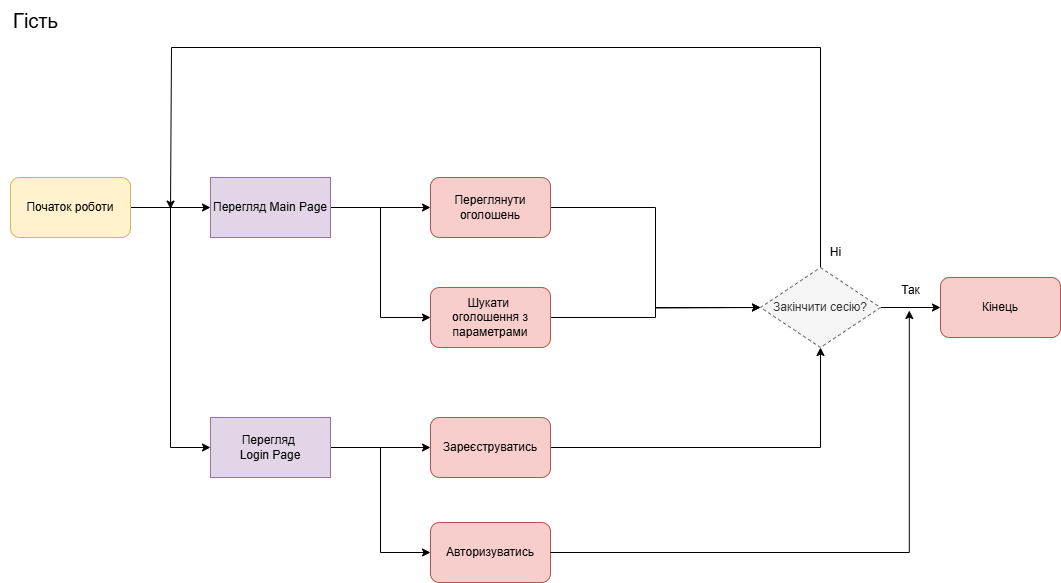 Гість
Початок роботи
Перегляд Main Page
Переглянути
оголошень
Шукати
оголошення з
параметрами
Ні
Закінчити сесію?
Так
Кінець
Перегляд
Login Page
Зареєструватись
Авторизуватись